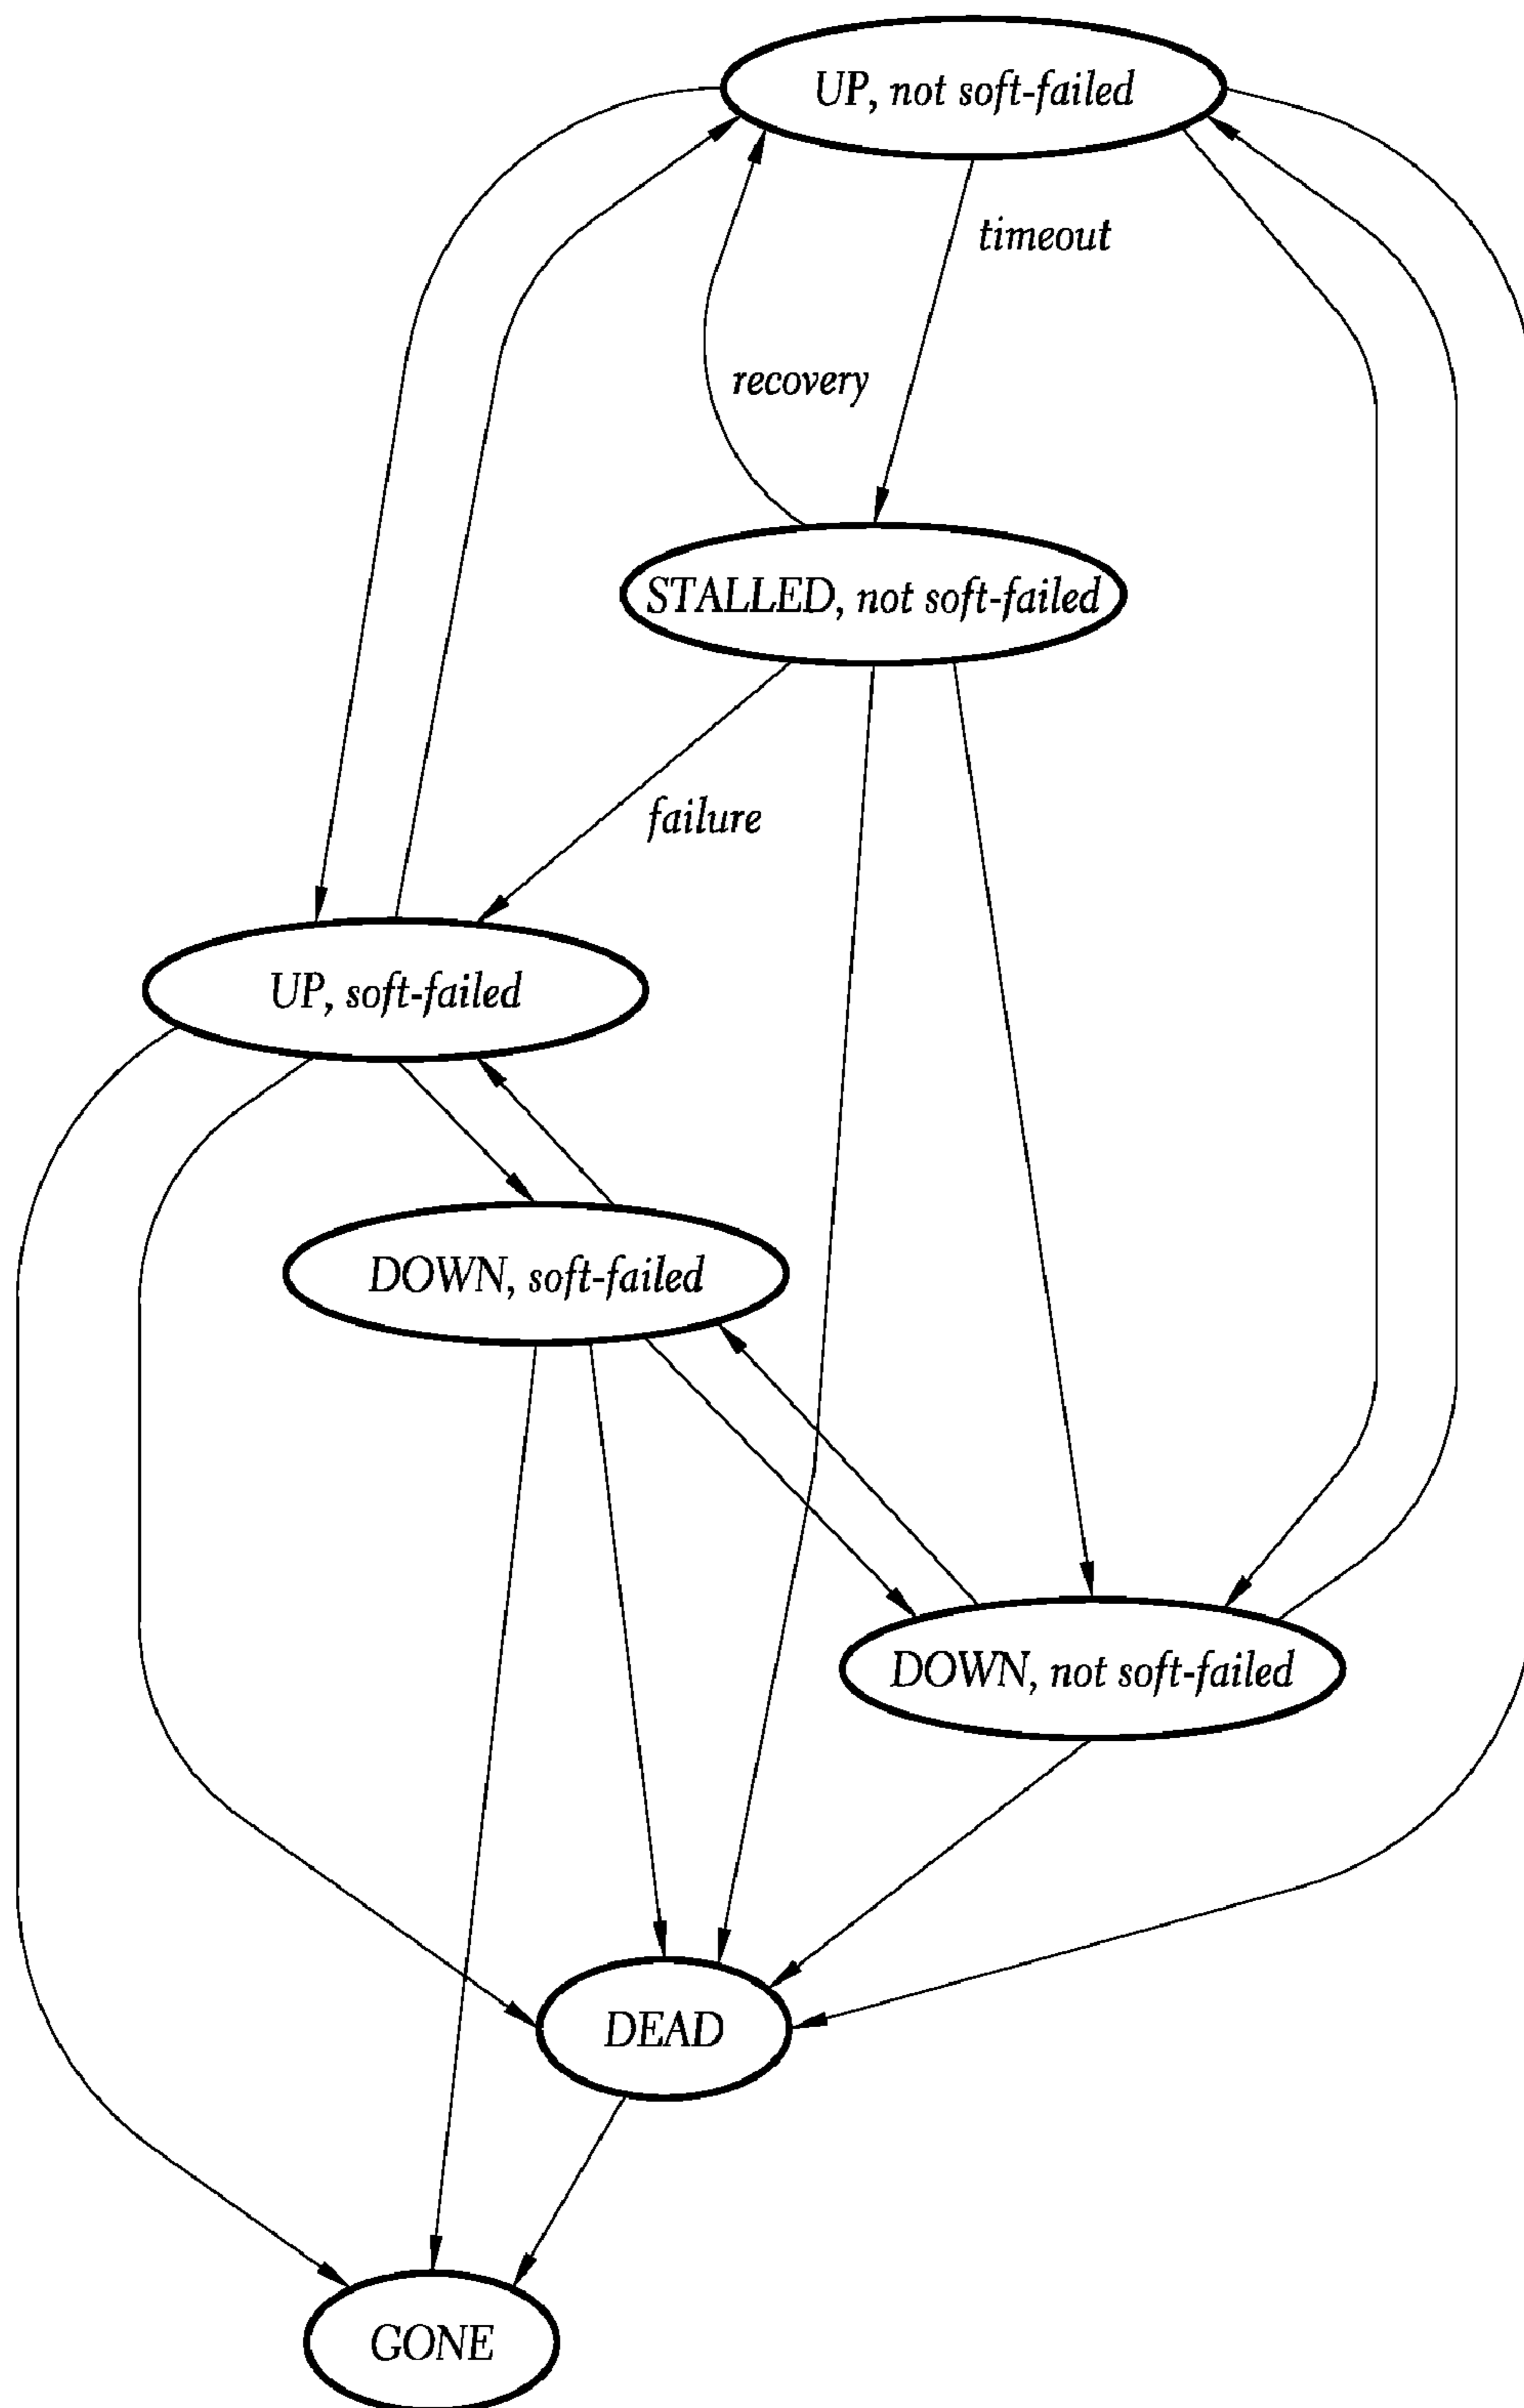 UP, not soft-failed
timeout
recovery
STALLED, not soft-failed
failure
UP, soft-failed
DOWN, soft-failed
DOWN, not soft-failed
DEAD
GONE